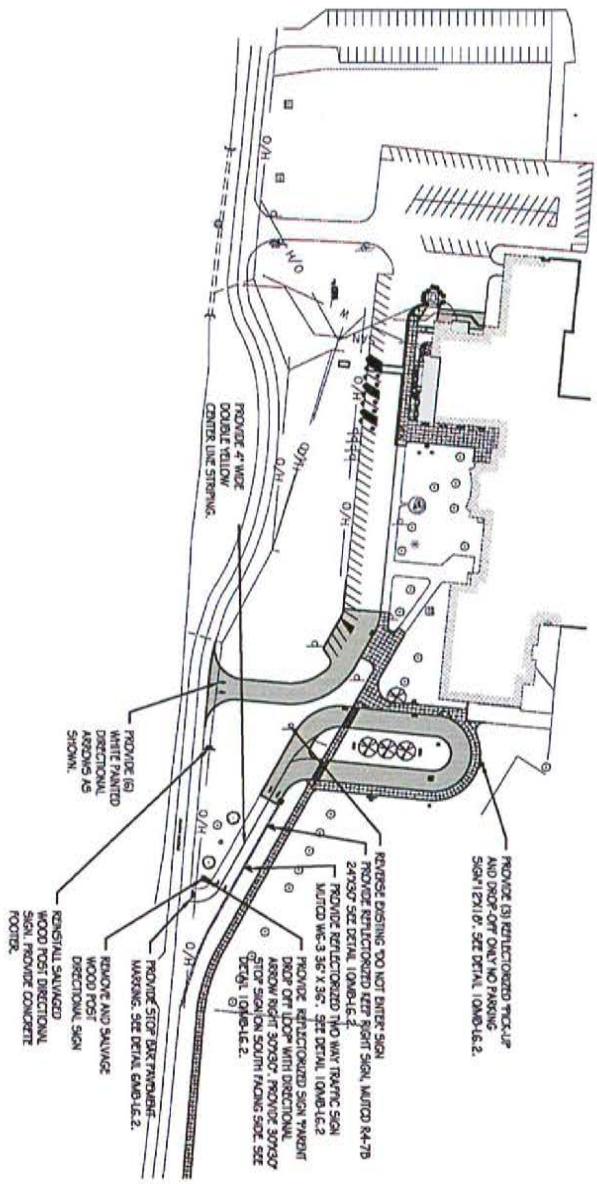 PROVIDE (3) REFLECTORIZED "PICK-UP
AND DROP-OFF ONLY NO PARKING
SIGN" 12"X18". SEE DETAIL 10/MB-L6.2.
REVERSE EXISTING "DO NOT ENTER" SIGN
PROVIDE REFLECTORIZED KEEP RIGHT SIGN, MUTCD R4-7B
24"X30" SEE DETAIL 10/MB-L6.2
PROVIDE REFLECTORIZED TWO WAY TRAFFIC SIGN
MUTCD W6-3 36" X 36". SEE DETAIL 10/MB-L6.2
PROVIDE REFLECTORIZED SIGN "PARENT
DROP OFF LOOP" WITH DIRECTIONAL
ARROW RIGHT 30"X30". PROVIDE 30"X30"
STOP SIGN ON SOUTH FACING SIDE. SEE
DETAIL 10/MB-L6.2.
PROVIDE STOP BAR PAVEMENT
MARKING. SEE DETAIL 6/MB-L6.2.
REMOVE AND SALVAGE
WOOD POST
DIRECTIONAL SIGN
REINSTALL SALVAGED
WOOD POST DIRECTIONAL
SIGN. PROVIDE CONCRETE
FOOTER.
PROVIDE (6)
WHITE PAINTED
DIRECTIONAL
ARROWS AS
SHOWN.
PROVIDE 4" WIDE
DOUBLE YELLOW
CENTER LINE STRIPING.
O/H
O/H
O/H
O/H
O/H
O/H
O/H
O/H
O/H
W